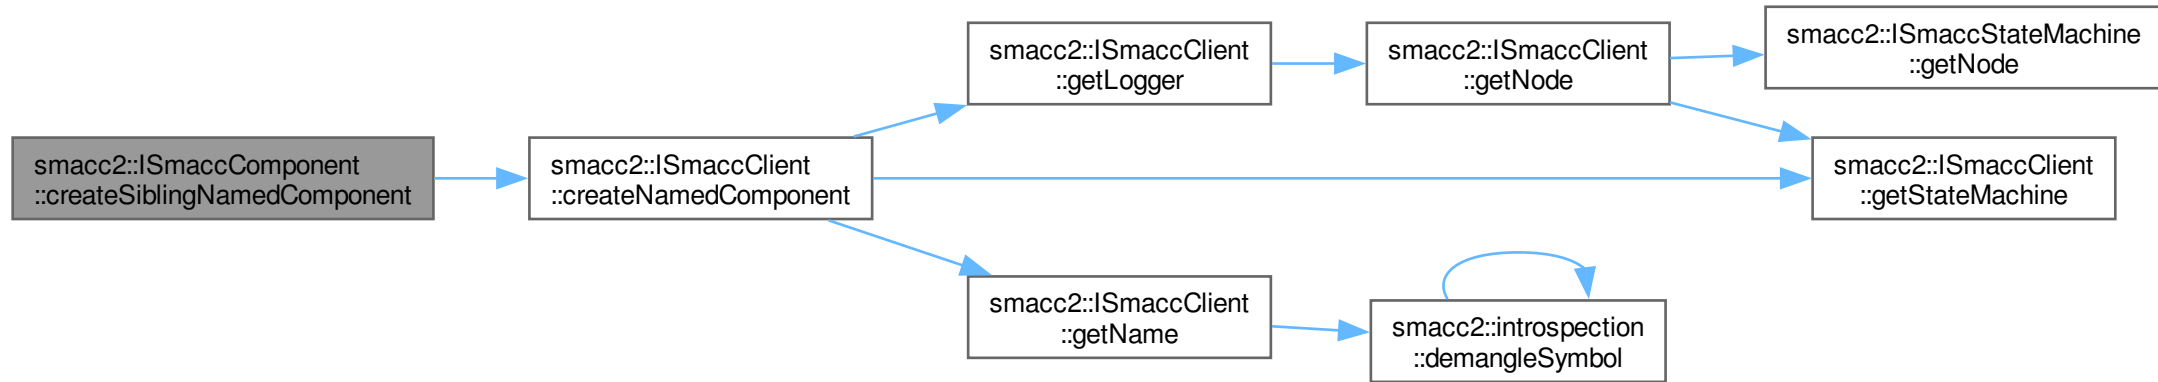 smacc2::ISmaccComponent
::createSiblingNamedComponent
smacc2::ISmaccClient
::createNamedComponent
smacc2::ISmaccClient
::getLogger
smacc2::ISmaccClient
::getNode
smacc2::ISmaccStateMachine
::getNode
smacc2::ISmaccClient
::getStateMachine
smacc2::ISmaccClient
::getName
smacc2::introspection
::demangleSymbol